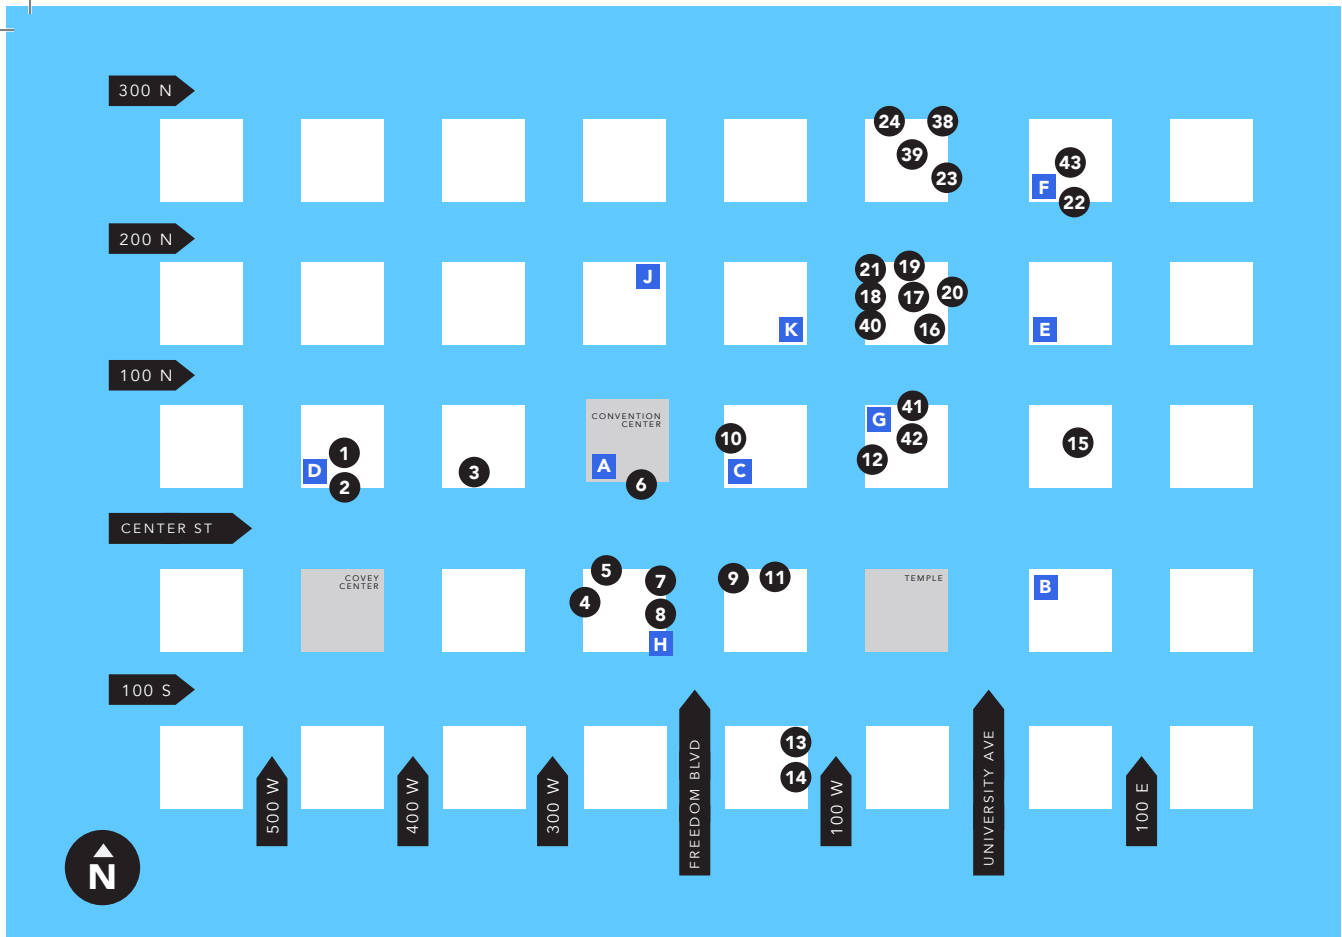 300 N
24
38
39
23
43
F
22
200 N
J
21
19
18
17
20
K
40
16
E
100 N
CONVENTION
CENTER
G
41
10
42
15
1
12
D
3
A
C
2
6
CENTER ST
COVEY
CENTER
5
7
9
11
TEMPLE
B
4
8
H
100 S
13
14
500 W
400 W
300 W
FREEDOM BLVD
100 W
UNIVERSITY AVE
100 E
N